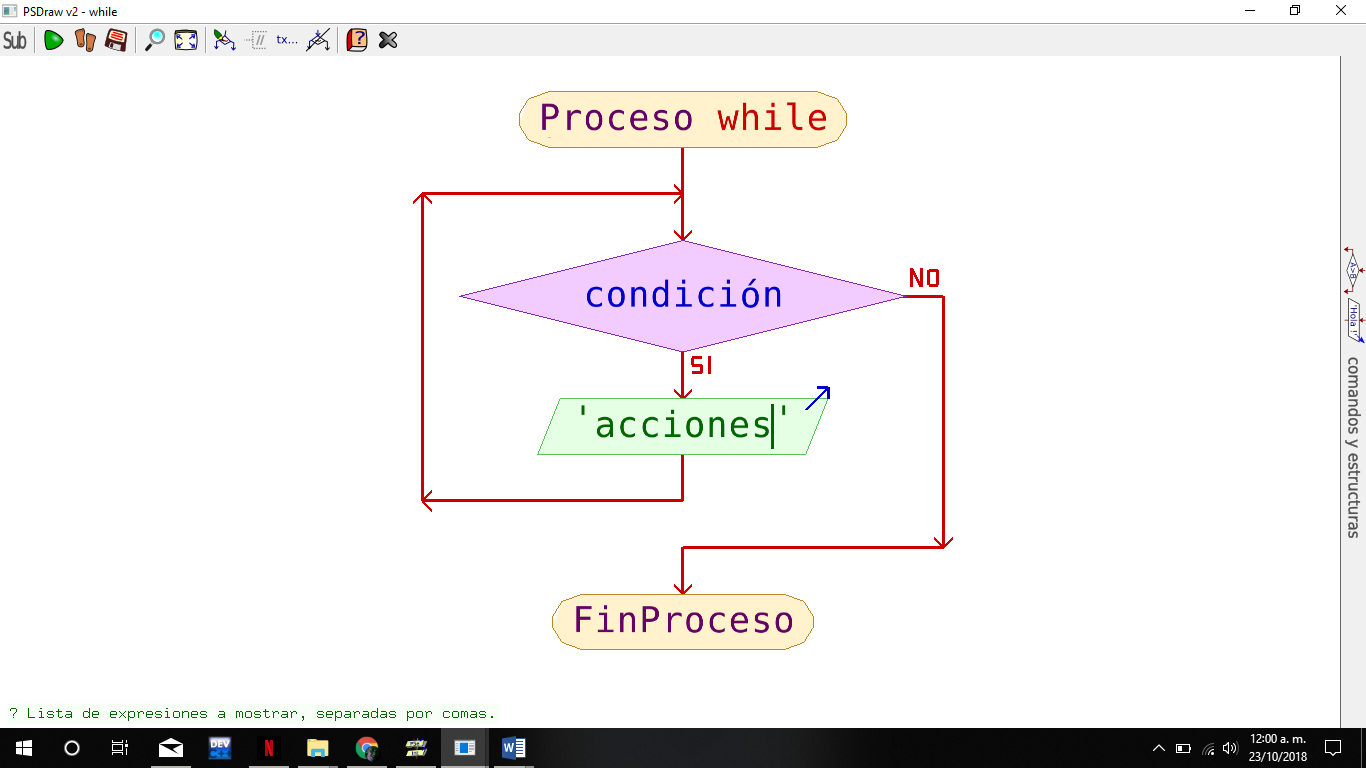 PSDraw v2 - while
Sub
tx...
Proceso while
condición
NO
SI
'acciones'
FinProceso
A>B
'Hola !'
comandos y estructuras
? Lista de expresiones a mostrar, separadas por comas.
DEV
N
W
12:00 a. m.
23/10/2018